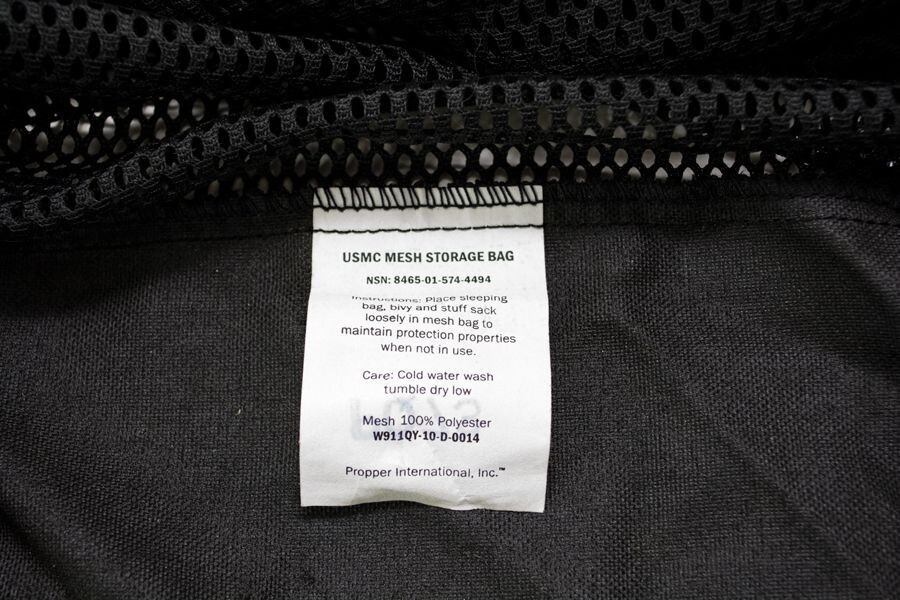 USMC MESH STORAGE BAG
NSN: 8465-01-574-4494
Instructions: Place sleeping
bag, bivy and stuff sack
loosely in mesh bag to
maintain protection properties
when not in use.
Care: Cold water wash
tumble dry low
Mesh 100% Polyester
W911QY-10-D-0014
Propper International, Inc.™